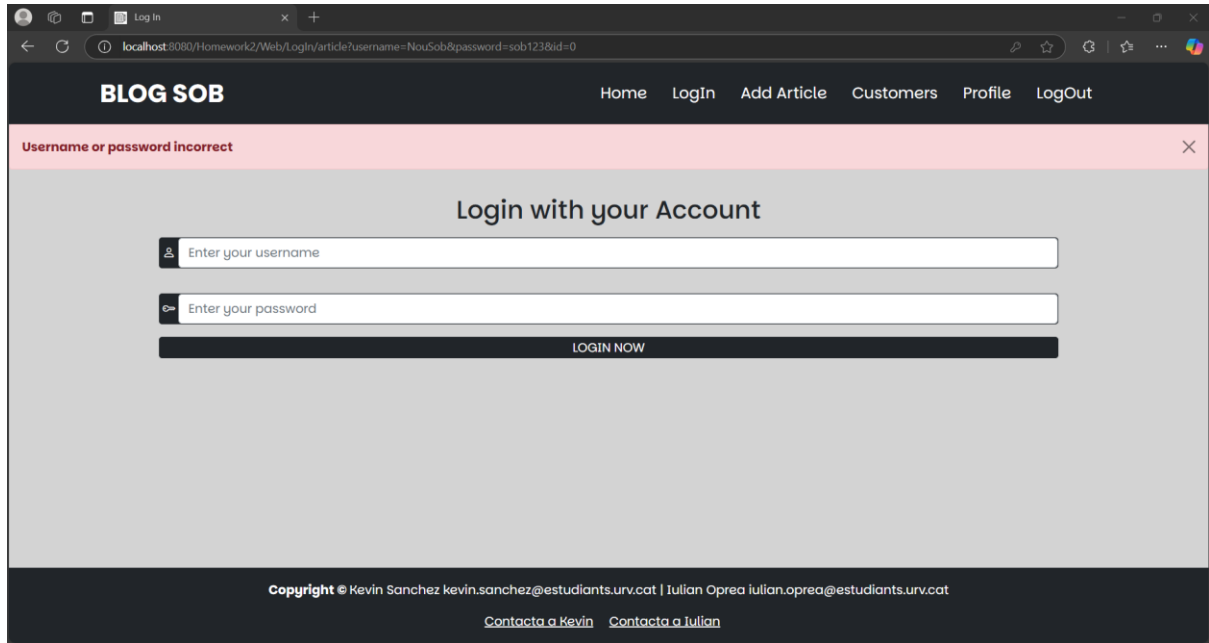 Log In
localhost:8080/Homework2/Web/LogIn/article?username=NouSob&password=sob123&id=0
BLOG SOB Home LogIn Add Article Customers Profile LogOut
Username or password incorrect
Login with your Account
Enter your username
Enter your password
LOGIN NOW
Copyright © Kevin Sanchez kevin.sanchez@estudiants.urv.cat | Iulian Oprea iulian.oprea@estudiants.urv.cat
Contacta a Kevin Contacta a Iulian